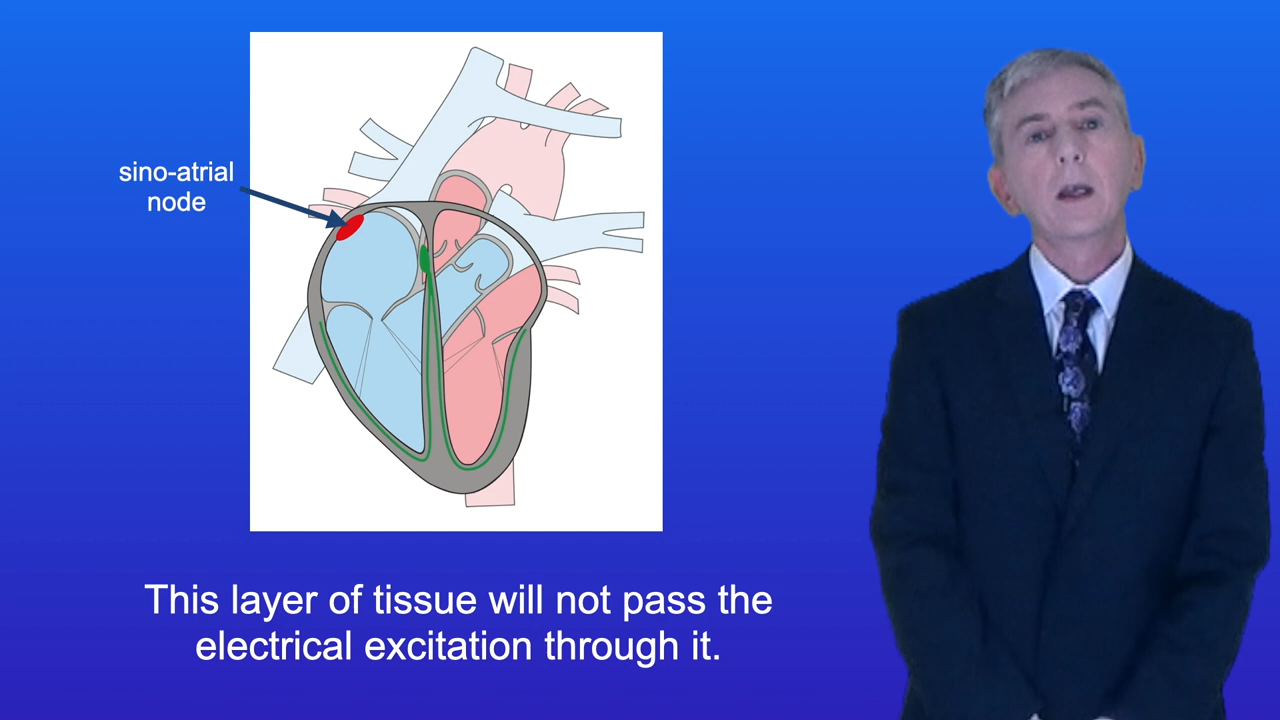 sino-atrial
node
This layer of tissue will not pass the
electrical excitation through it.